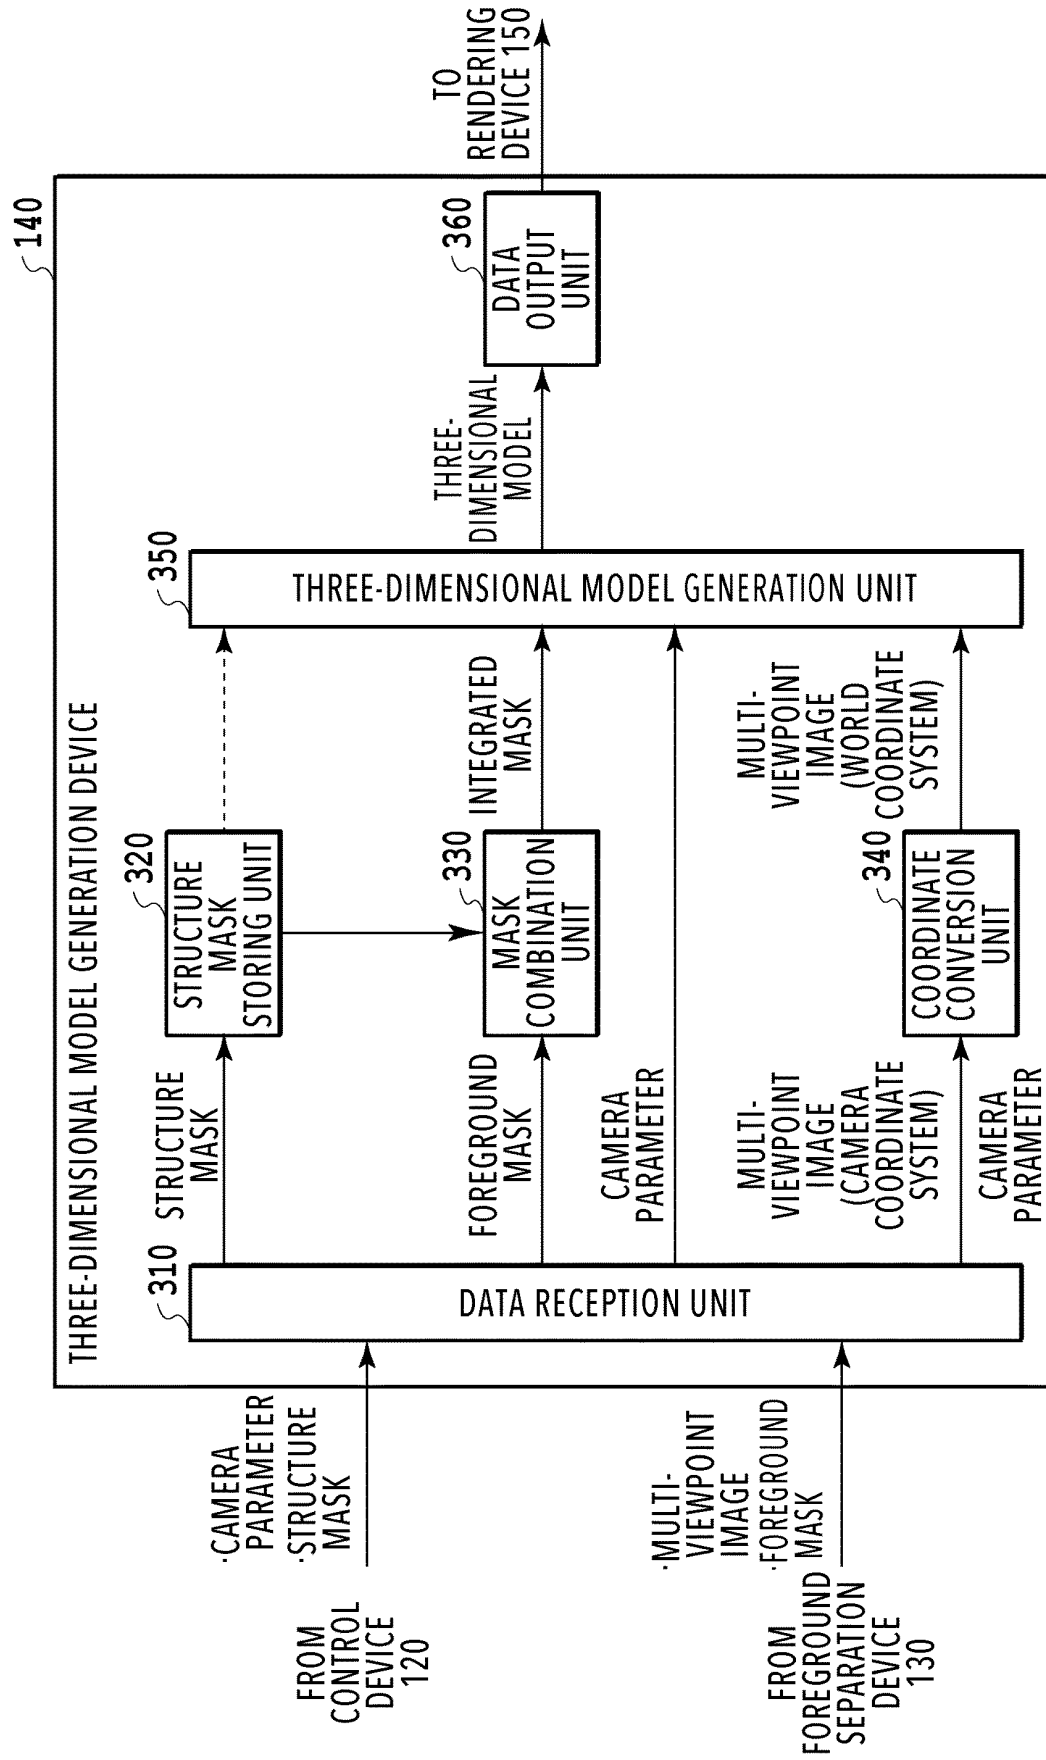 140
THREE-DIMENSIONAL MODEL GENERATION DEVICE
FROM
CONTROL
DEVICE
120
·CAMERA
PARAMETER
·STRUCTURE
MASK
FROM
FOREGROUND
SEPARATION
DEVICE
130
·MULTI-
VIEWPOINT
IMAGE
·FOREGROUND
MASK
310
DATA RECEPTION UNIT
STRUCTURE
MASK
320
STRUCTURE
MASK
STORING UNIT
FOREGROUND
MASK
330
MASK
COMBINATION
UNIT
INTEGRATED
MASK
CAMERA
PARAMETER
MULTI-
VIEWPOINT
IMAGE
(CAMERA
COORDINATE
SYSTEM)
CAMERA
PARAMETER
340
COORDINATE
CONVERSION
UNIT
MULTI-
VIEWPOINT
IMAGE
(WORLD
COORDINATE
SYSTEM)
350
THREE-DIMENSIONAL MODEL GENERATION UNIT
THREE-
DIMENSIONAL
MODEL
360
DATA
OUTPUT
UNIT
TO
RENDERING
DEVICE 150